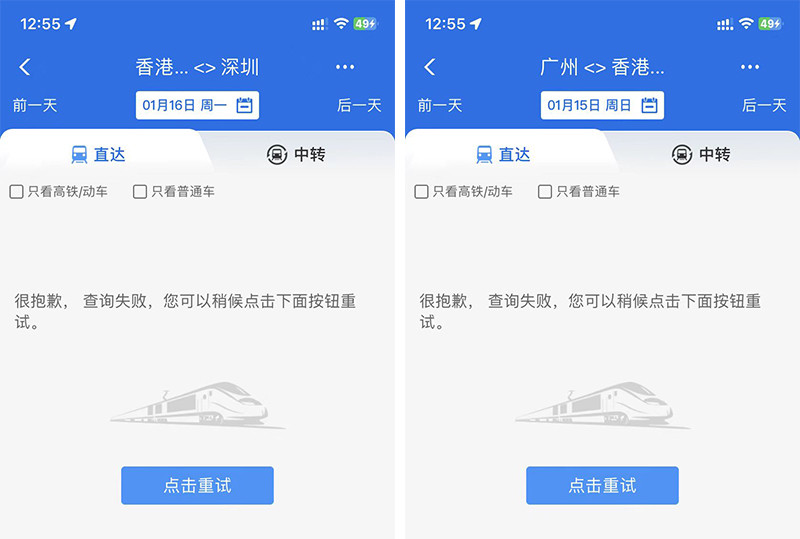 12:55
49
香港... <> 深圳
前一天
01月16日 周一
后一天
直达
中转
只看高铁/动车
只看普通车
很抱歉， 查询失败，您可以稍候点击下面按钮重
试。
点击重试
12:55
49
广州 <> 香港...
前一天
01月15日 周日
后一天
直达
中转
只看高铁/动车
只看普通车
很抱歉， 查询失败，您可以稍候点击下面按钮重
试。
点击重试